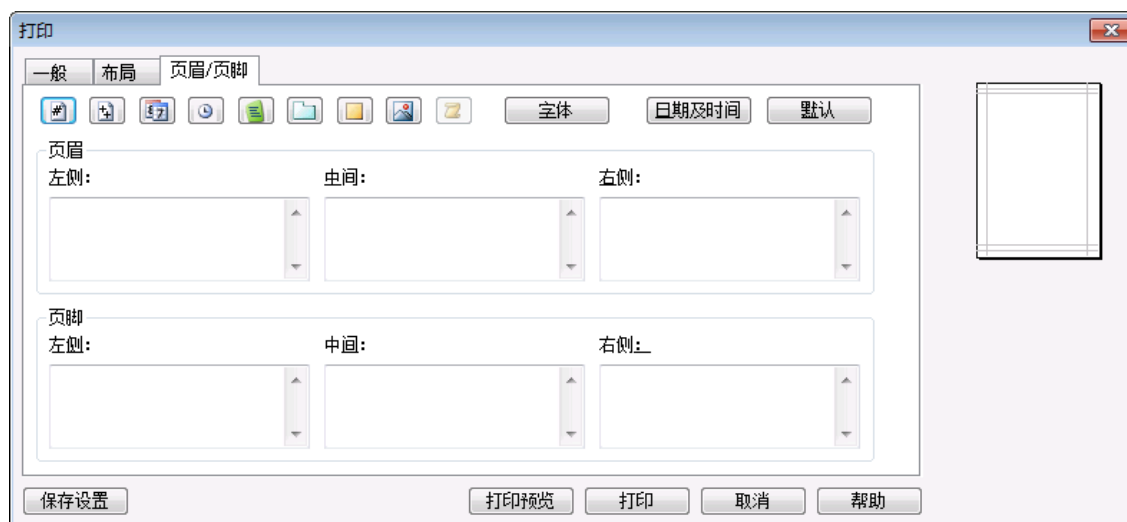 打印
一般 布局 页眉/页脚
字体 日期及时间 默认
页眉
左侧: 中间: 右侧:
页脚
左侧: 中间: 右侧:
保存设置 打印预览 打印 取消 帮助